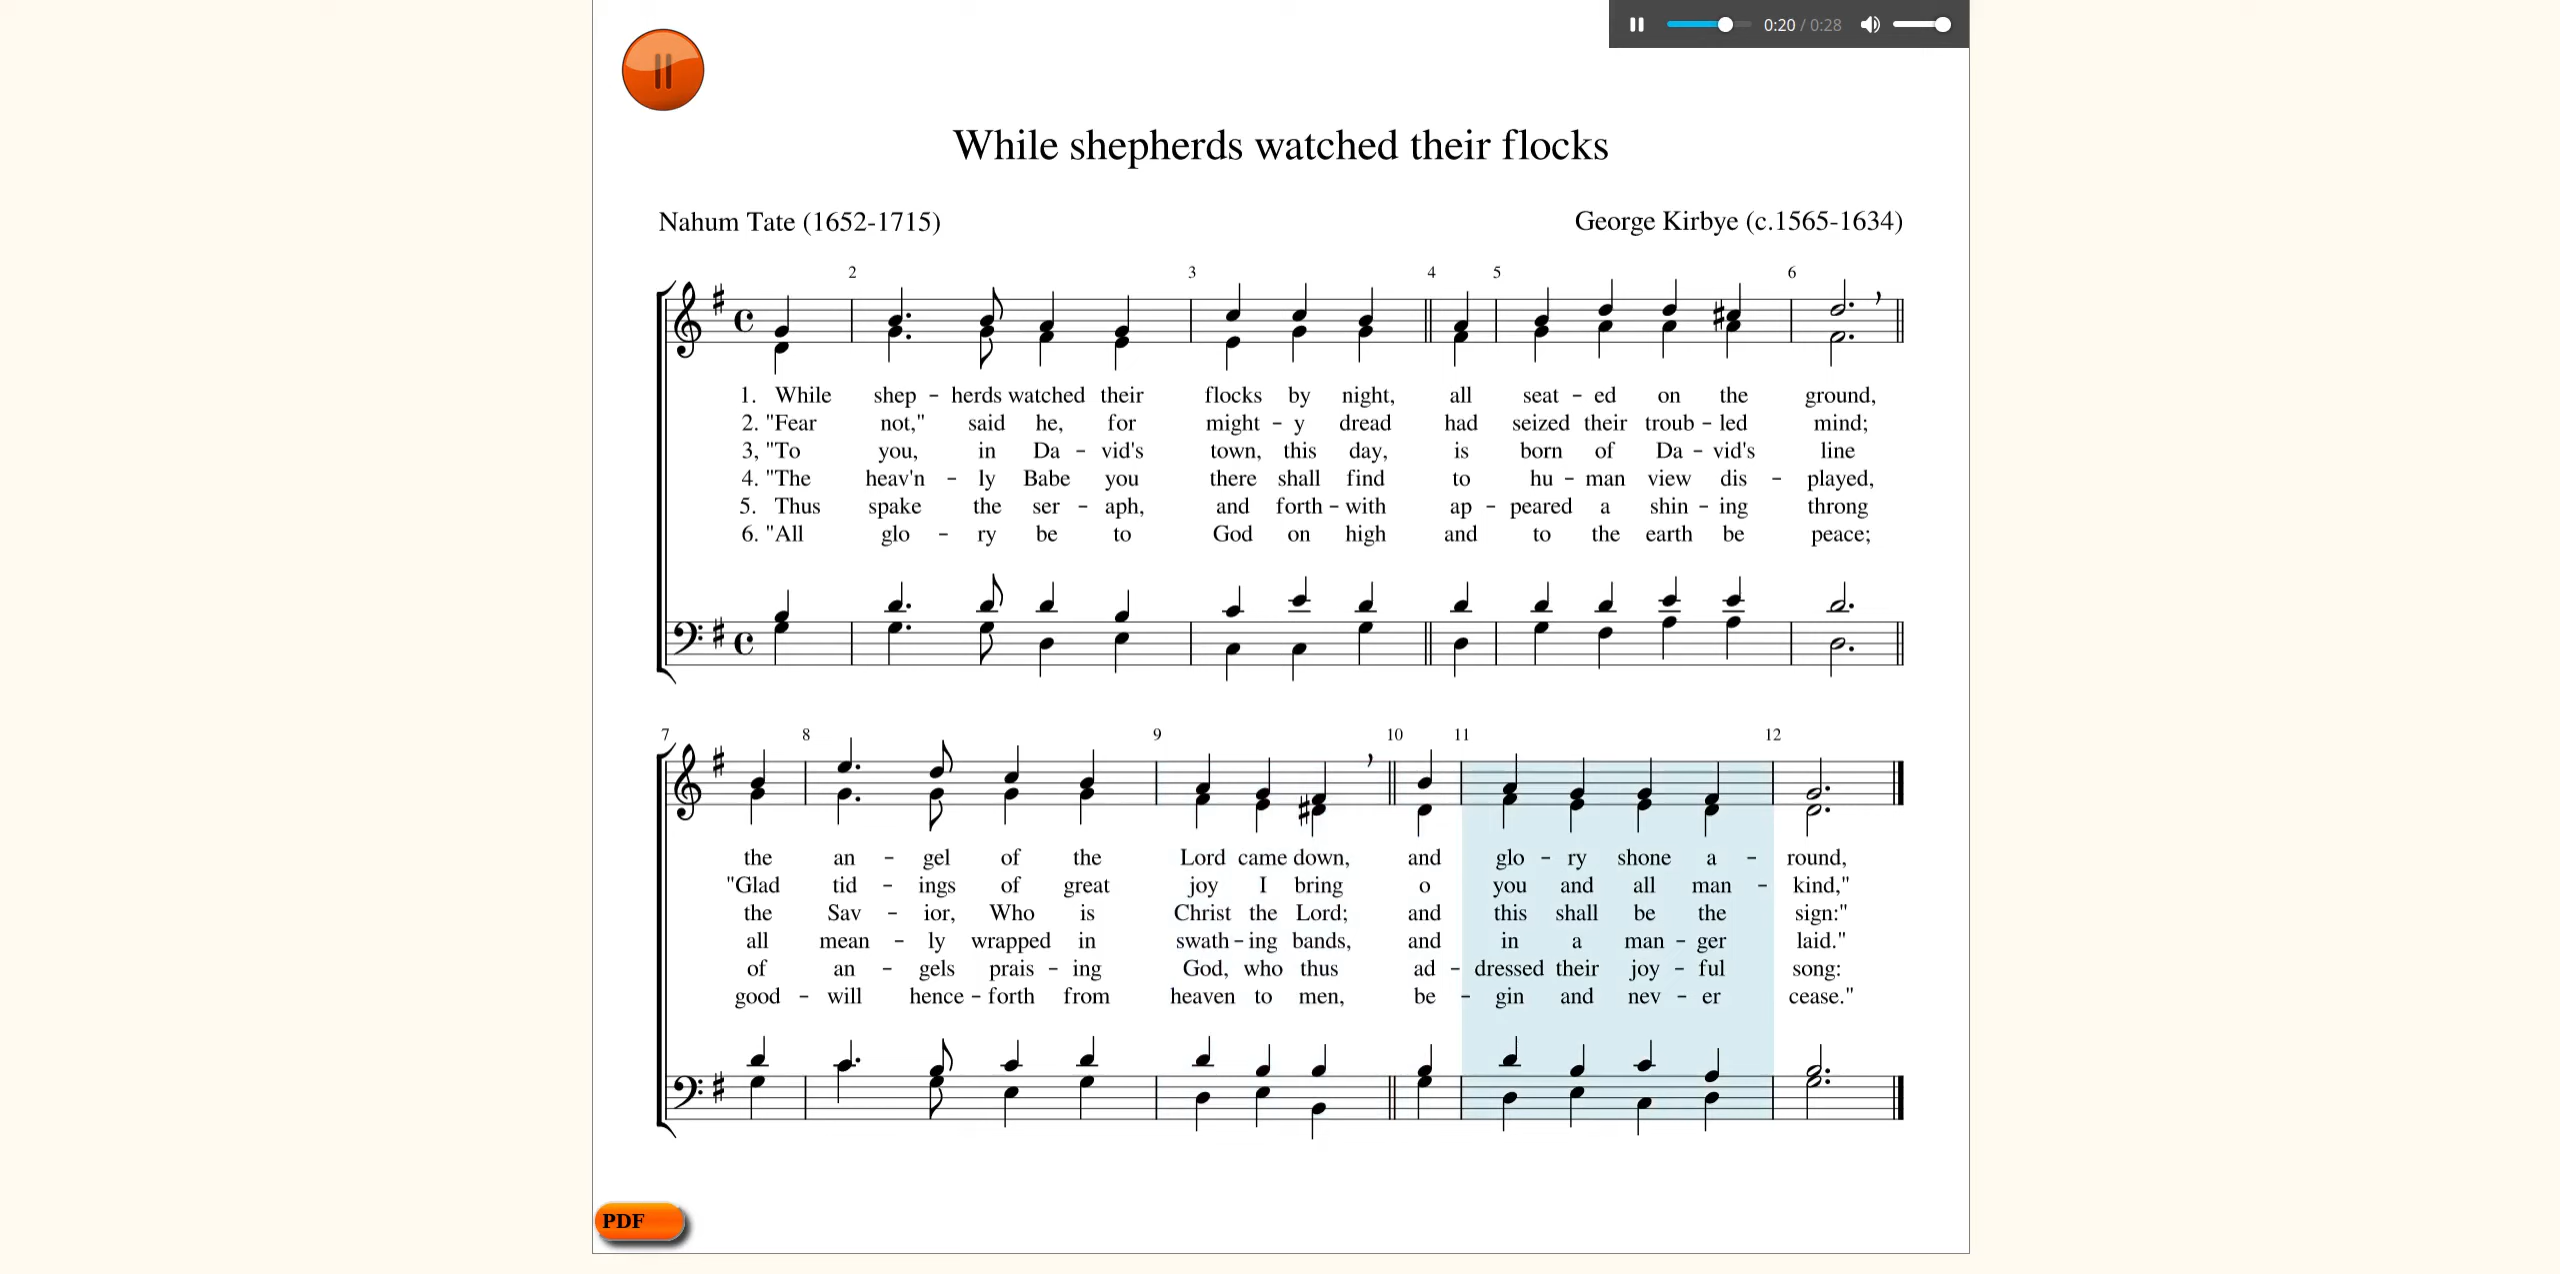 0:20 / 0:28
While shepherds watched their flocks
Nahum Tate (1652-1715)
George Kirbye (c.1565-1634)
2 3 4 5 6
1. While shep - herds watched their flocks by night, all seat - ed on the ground,
2. "Fear not," said he, for might - y dread had seized their troub - led mind;
3, "To you, in Da - vid's town, this day, is born of Da - vid's line
4. "The heav'n - ly Babe you there shall find to hu - man view dis - played,
5. Thus spake the ser - aph, and forth - with ap - peared a shin - ing throng
6. "All glo - ry be to God on high and to the earth be peace;
7 8 9 10 11 12
the an - gel of the Lord came down, and glo - ry shone a - round,
"Glad tid - ings of great joy I bring o you and all man - kind,"
the Sav - ior, Who is Christ the Lord; and this shall be the sign:"
all mean - ly wrapped in swath - ing bands, and in a man - ger laid."
of an - gels prais - ing God, who thus ad - dressed their joy - ful song:
good - will hence - forth from heaven to men, be - gin and nev - er cease."
PDF